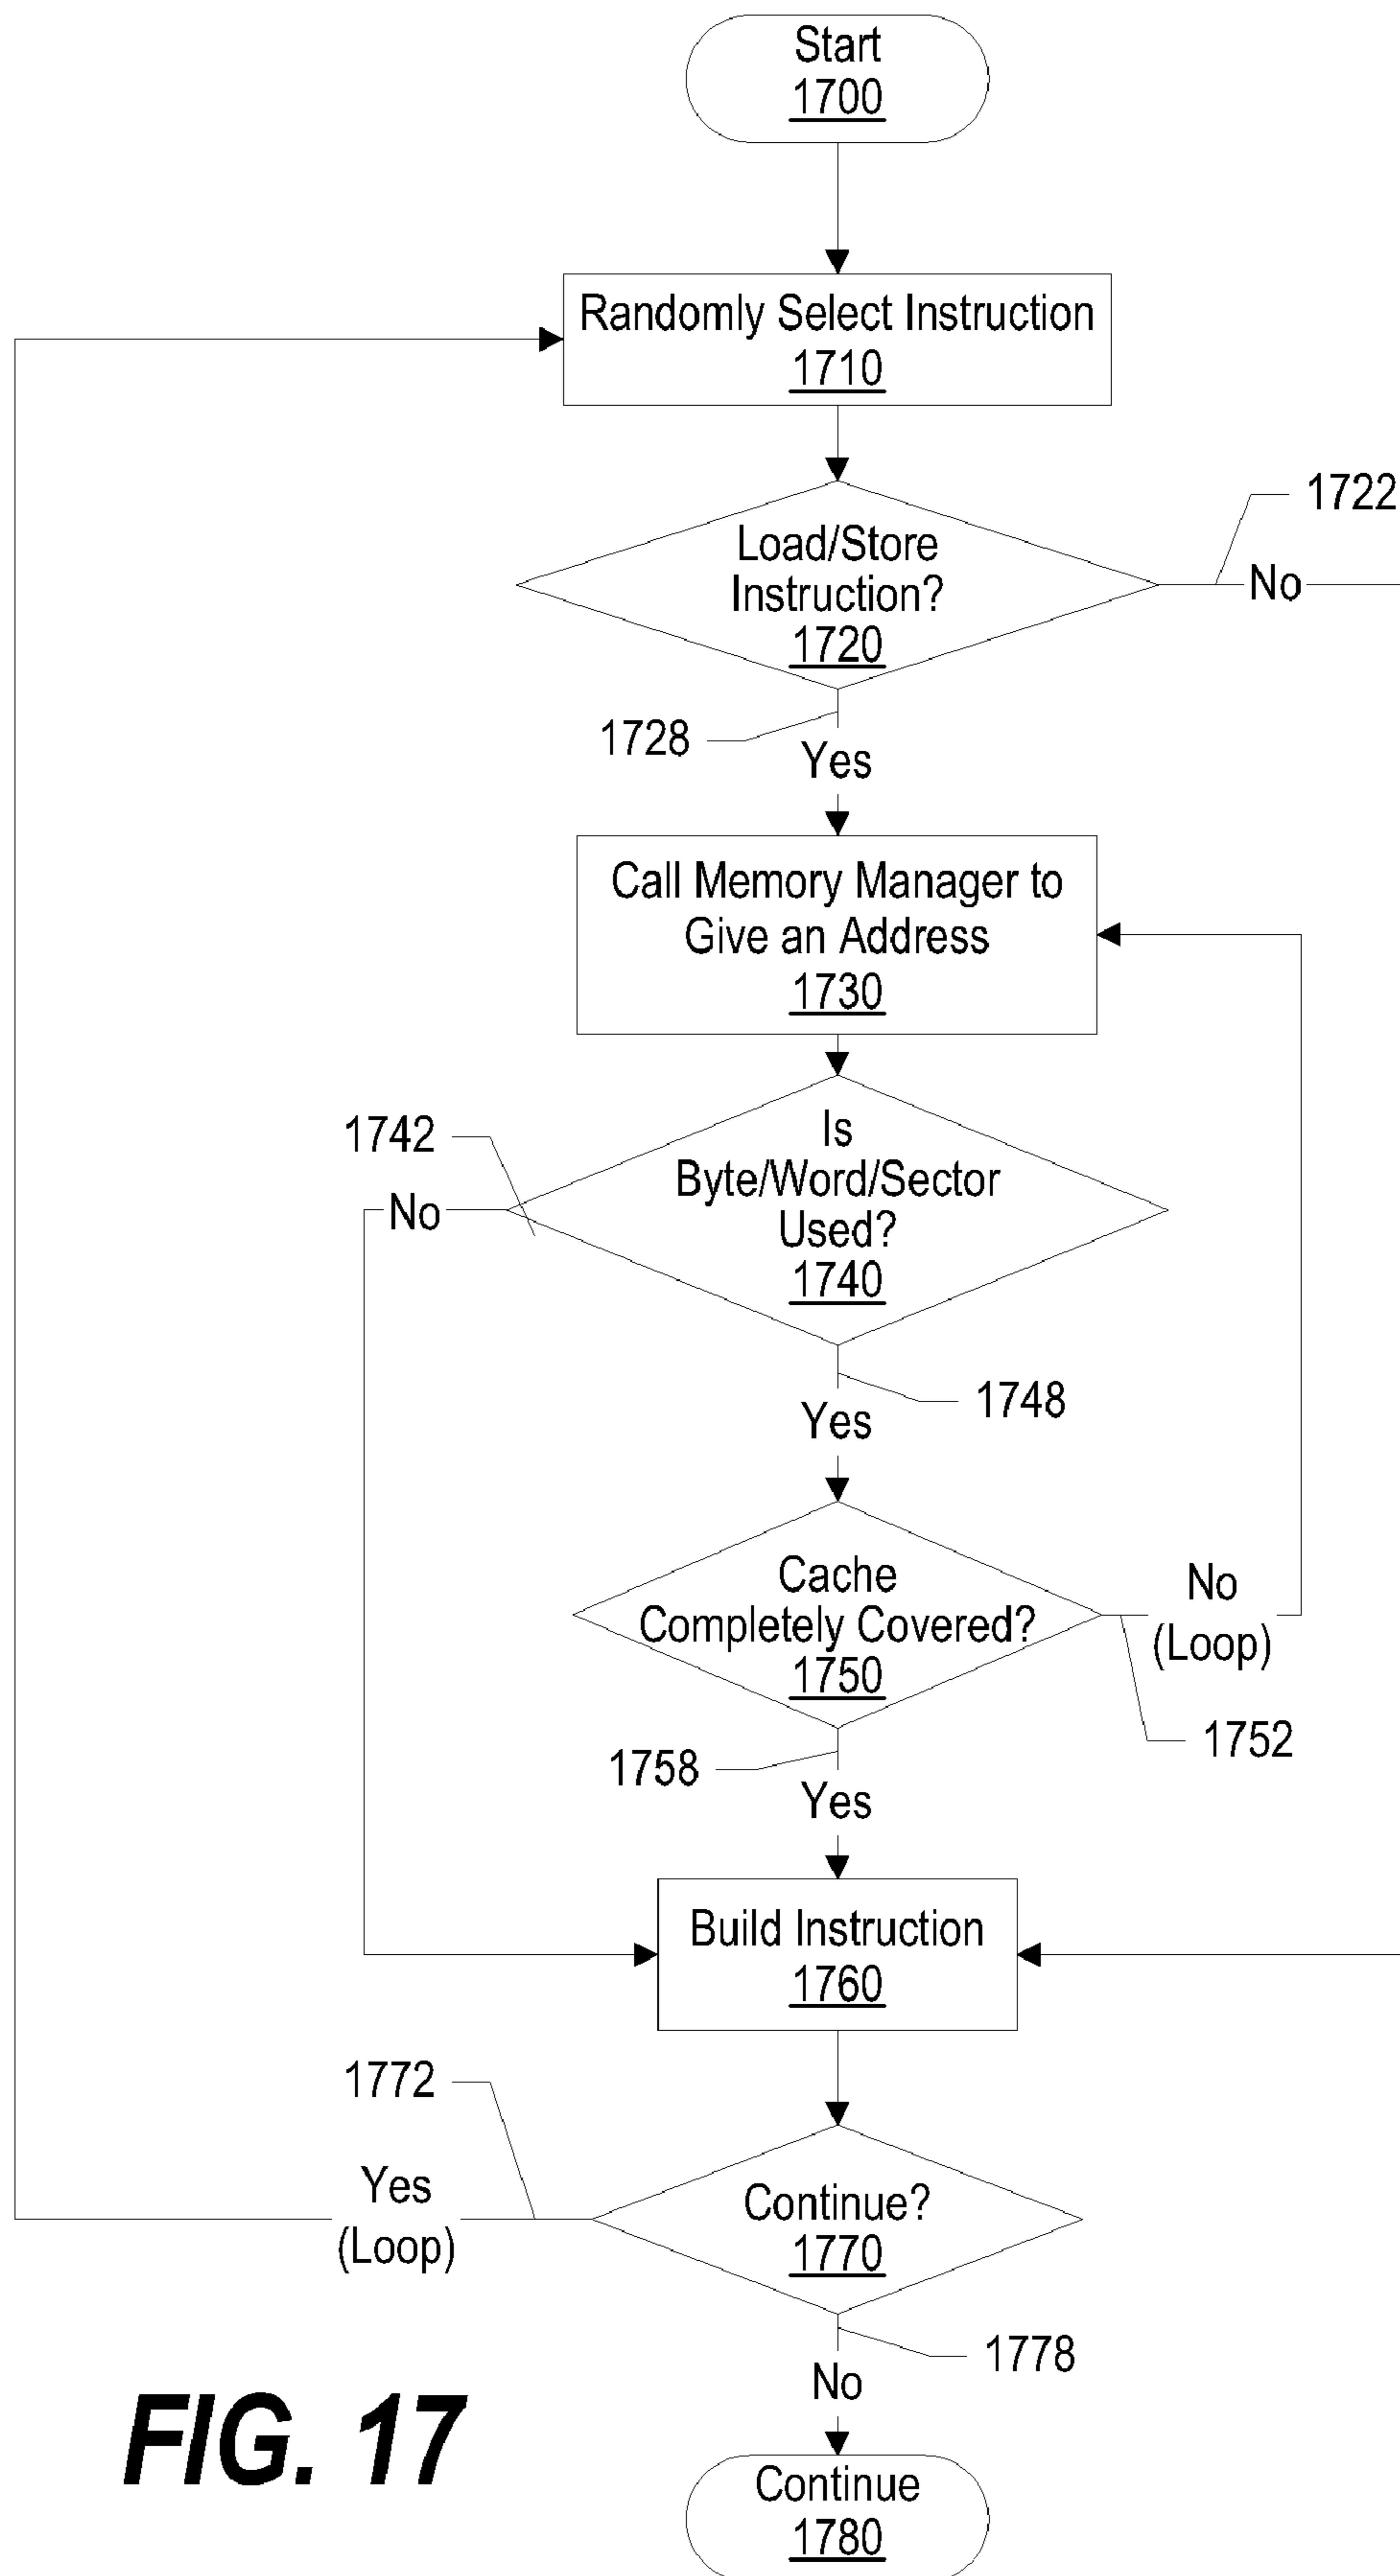 Start
1700
Randomly Select Instruction
1710
1722
Load/Store
Instruction?
1720
No
1728
Yes
Call Memory Manager to
Give an Address
1730
1742
Is
Byte/Word/Sector
Used?
1740
No
1748
Yes
Cache
Completely Covered?
1750
No
(Loop)
1752
1758
Yes
Build Instruction
1760
1772
Yes
(Loop)
Continue?
1770
1778
No
FIG. 17
Continue
1780